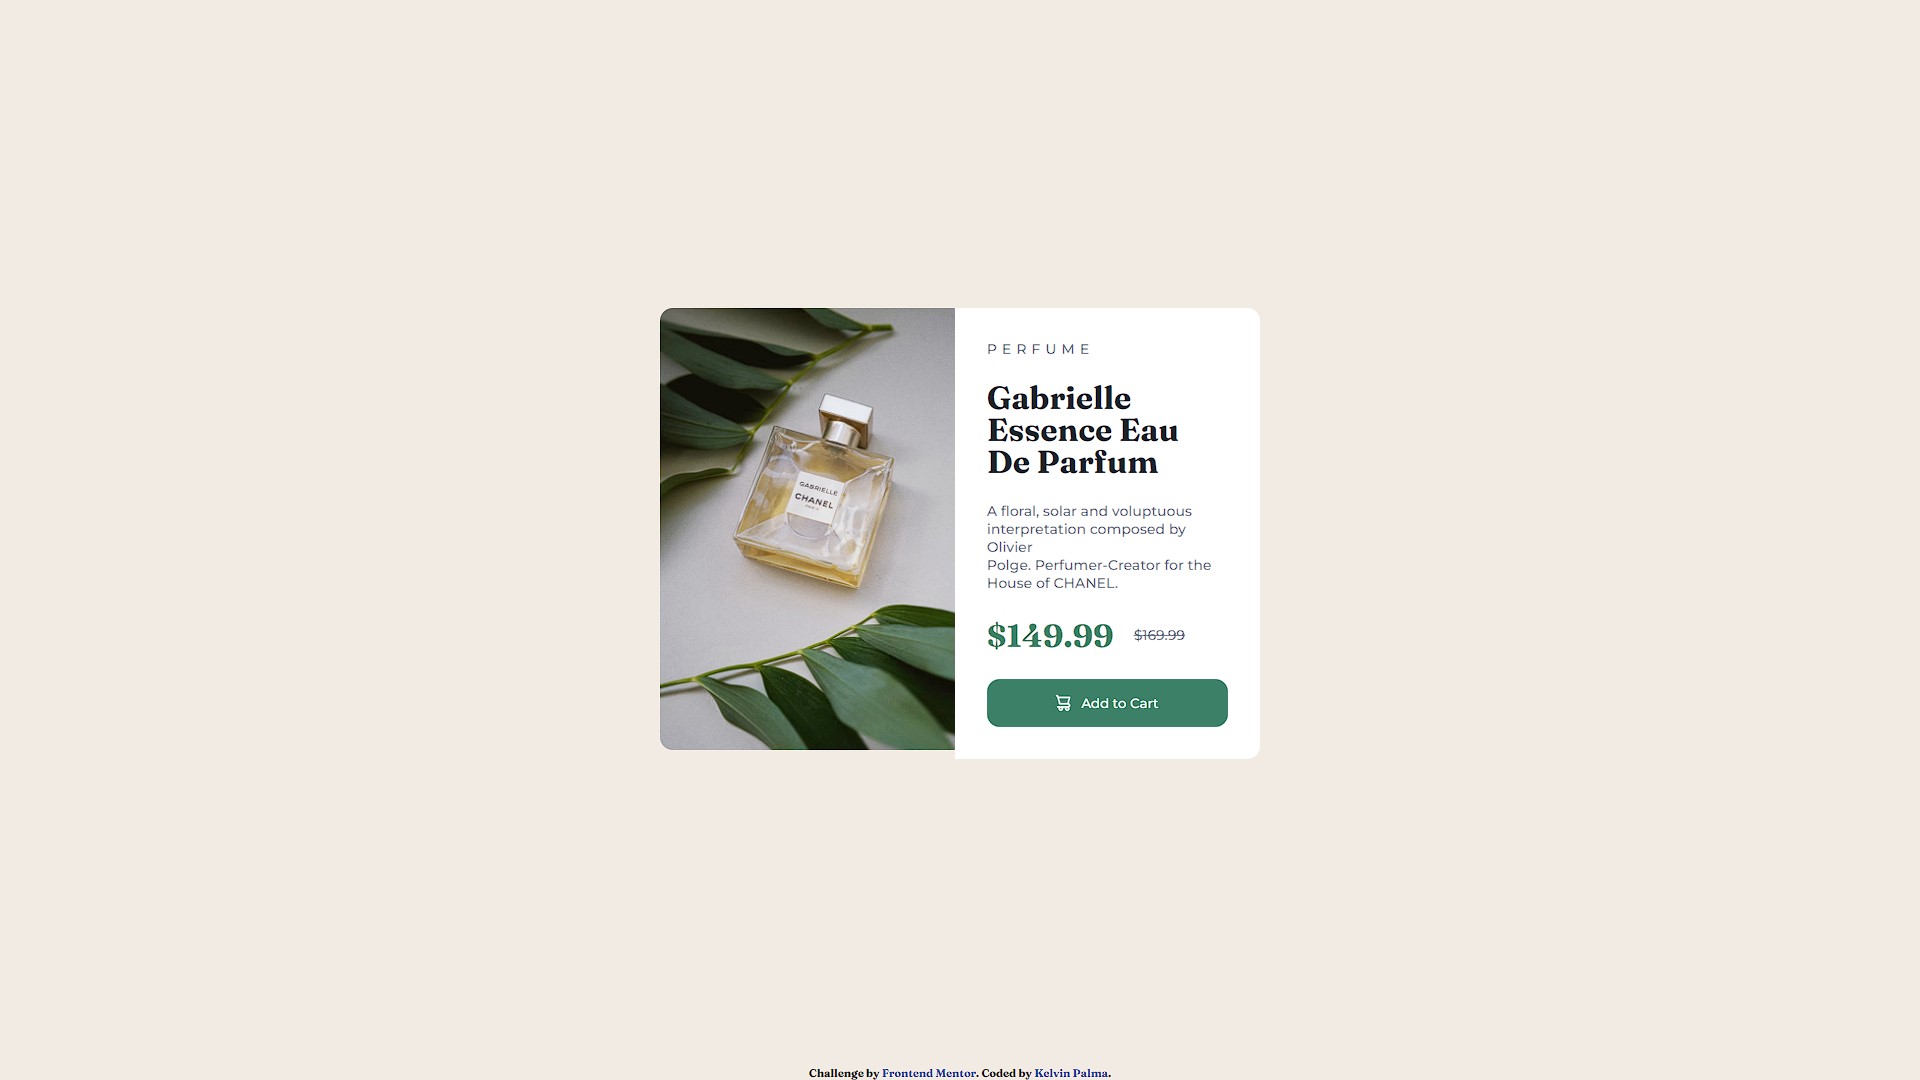 PERFUME
Gabrielle
Essence Eau
De Parfum
A floral, solar and voluptuous
interpretation composed by
Olivier
Polge. Perfumer-Creator for the
House of CHANEL.
$149.99 $169.99
Add to Cart
GABRIELLE
CHANEL
PARIS
Challenge by Frontend Mentor. Coded by Kelvin Palma.